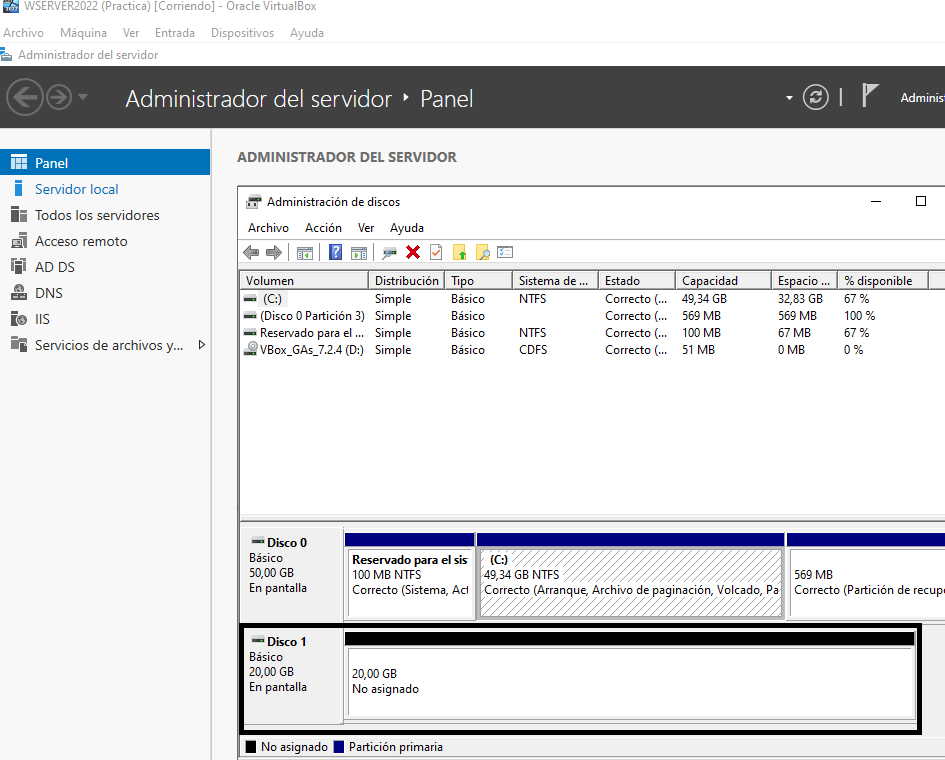 WSERVER2022 (Practica) [Corriendo] - Oracle VirtualBox
Archivo Máquina Ver Entrada Dispositivos Ayuda
Administrador del servidor
Administrador del servidor ‣ Panel
Adminis
Panel
Servidor local
Todos los servidores
Acceso remoto
AD DS
DNS
IIS
Servicios de archivos y...
ADMINISTRADOR DEL SERVIDOR
Administración de discos
Archivo Acción Ver Ayuda
Volumen Distribución Tipo Sistema de ... Estado Capacidad Espacio ... % disponible
(C:) Simple Básico NTFS Correcto (... 49,34 GB 32,83 GB 67 %
(Disco 0 Partición 3) Simple Básico Correcto (... 569 MB 569 MB 100 %
Reservado para el ... Simple Básico NTFS Correcto (... 100 MB 67 MB 67 %
VBox_GAs_7.2.4 (D:) Simple Básico CDFS Correcto (... 51 MB 0 MB 0 %
Disco 0
Básico
50,00 GB
En pantalla
Reservado para el sis
100 MB NTFS
Correcto (Sistema, Act
(C:)
49,34 GB NTFS
Correcto (Arranque, Archivo de paginación, Volcado, Pa
569 MB
Correcto (Partición de recupe
Disco 1
Básico
20,00 GB
En pantalla
20,00 GB
No asignado
No asignado Partición primaria